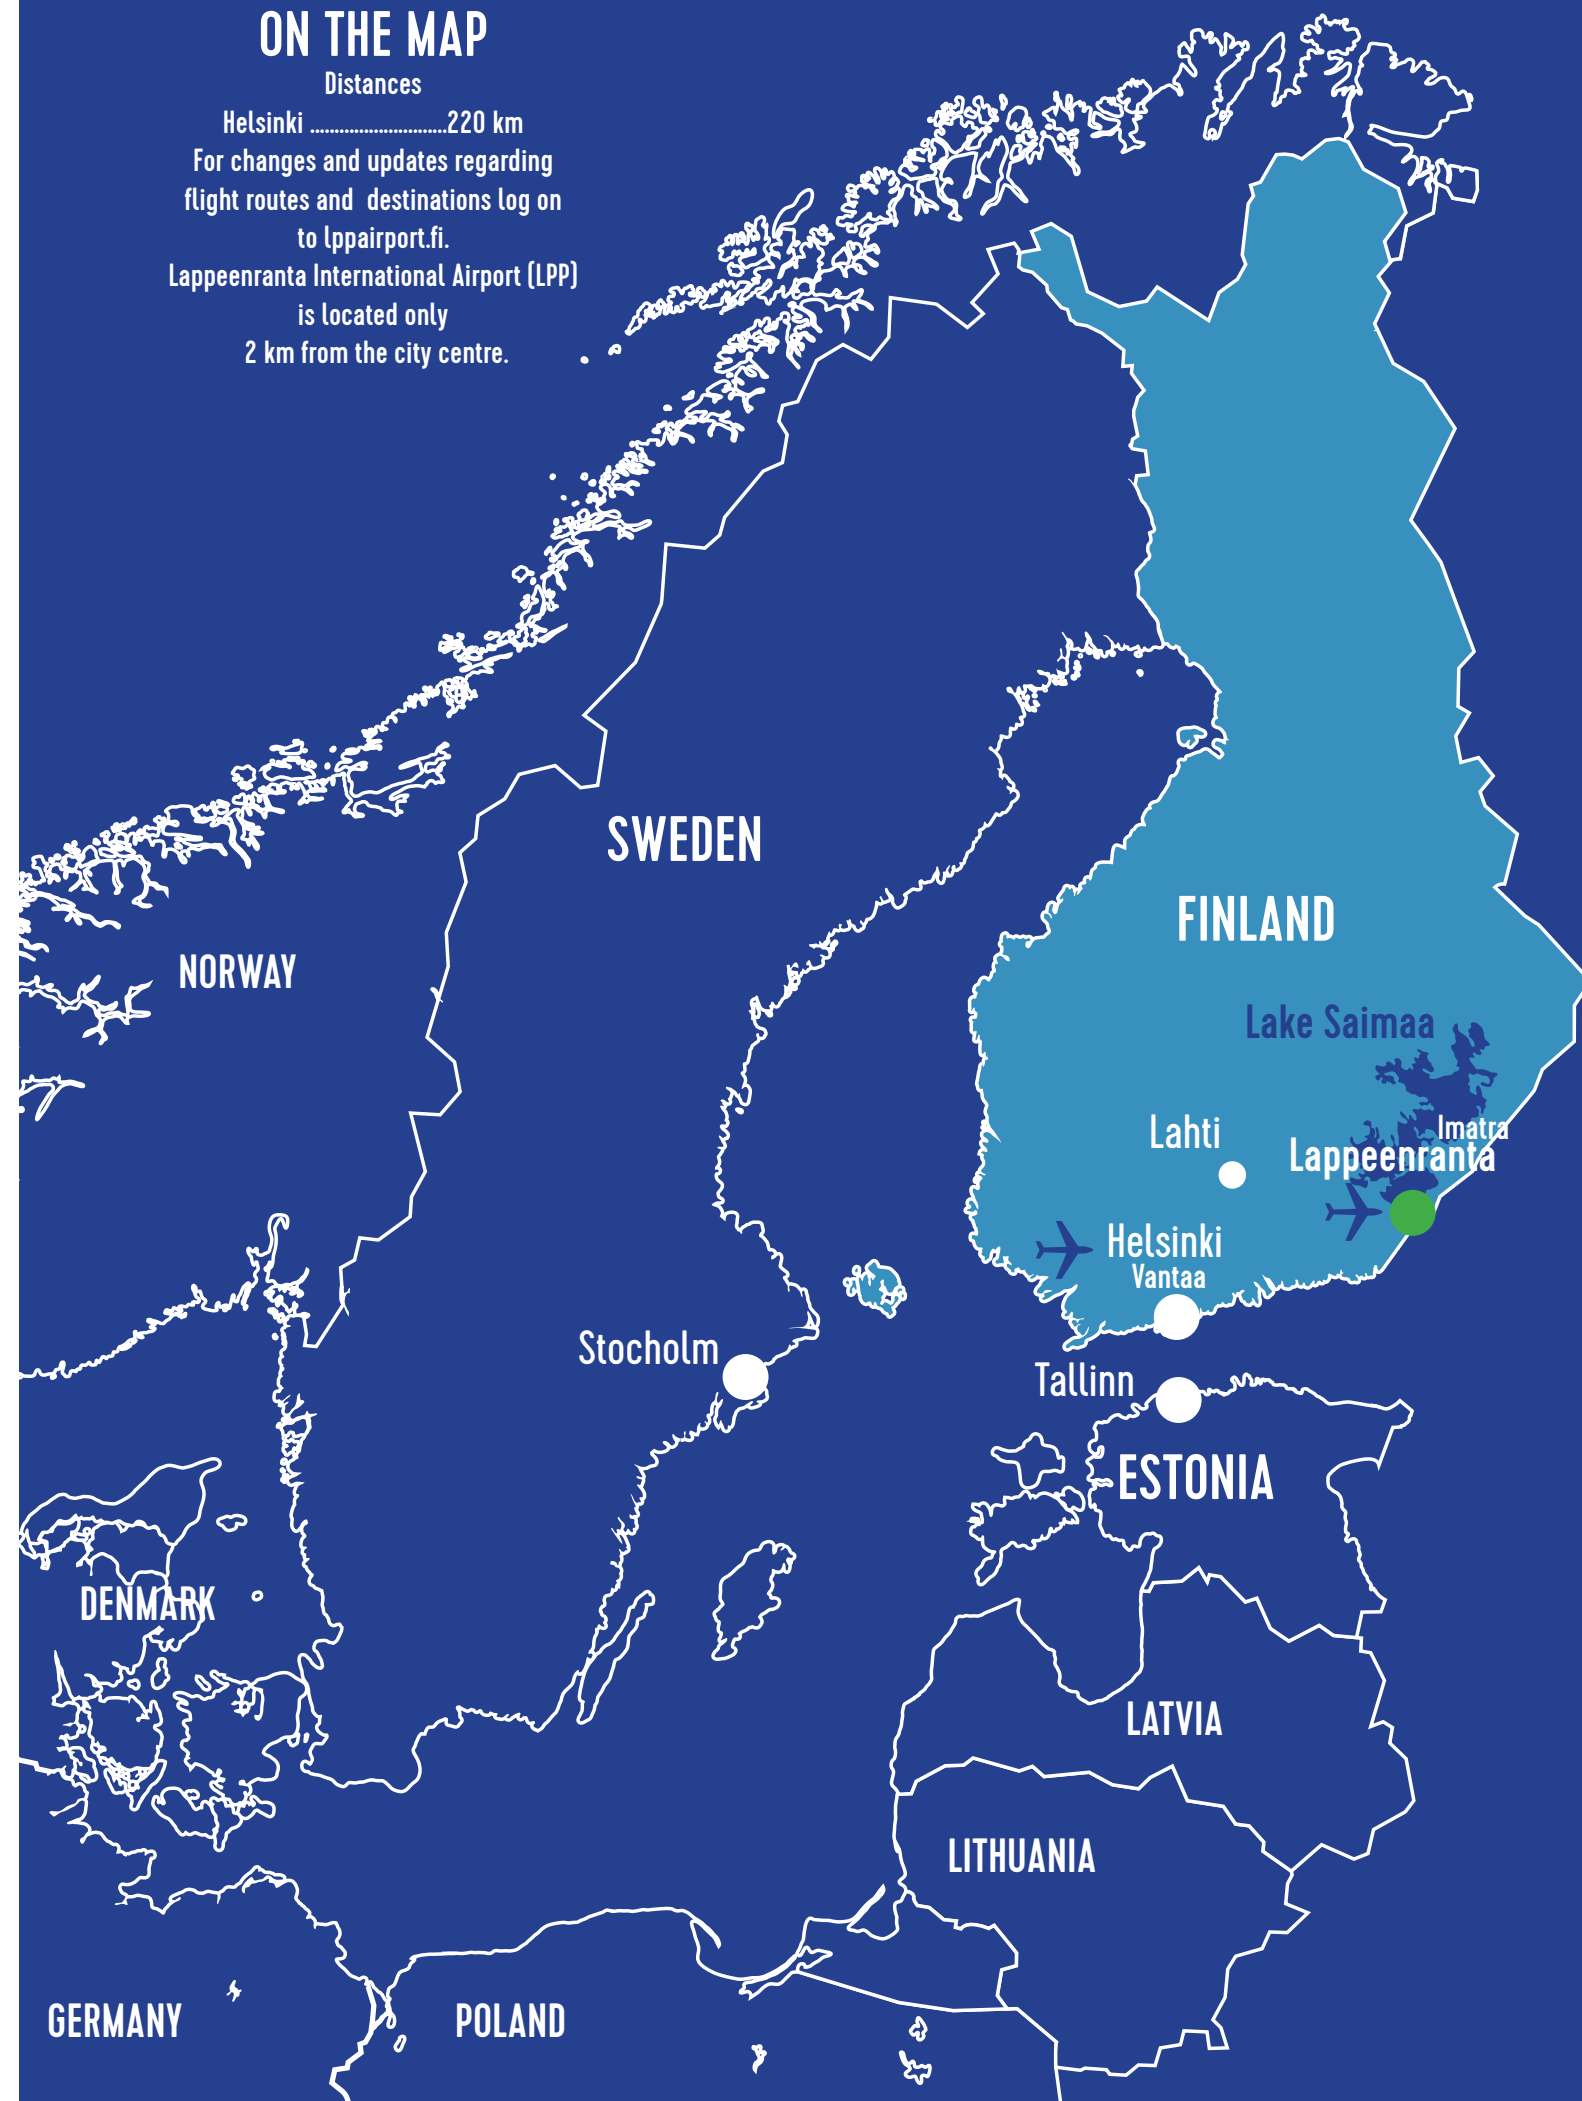 ON THE MAP
Distances
Helsinki ............................220 km
For changes and updates regarding
flight routes and  destinations log on
to lppairport.fi.
Lappeenranta International Airport (LPP)
is located only
2 km from the city centre.
SWEDEN
FINLAND
NORWAY
Lake Saimaa
Imatra
Lahti
Lappeenranta
Helsinki
Vantaa
Stocholm
Tallinn
ESTONIA
DENMARK
LATVIA
LITHUANIA
GERMANY
POLAND